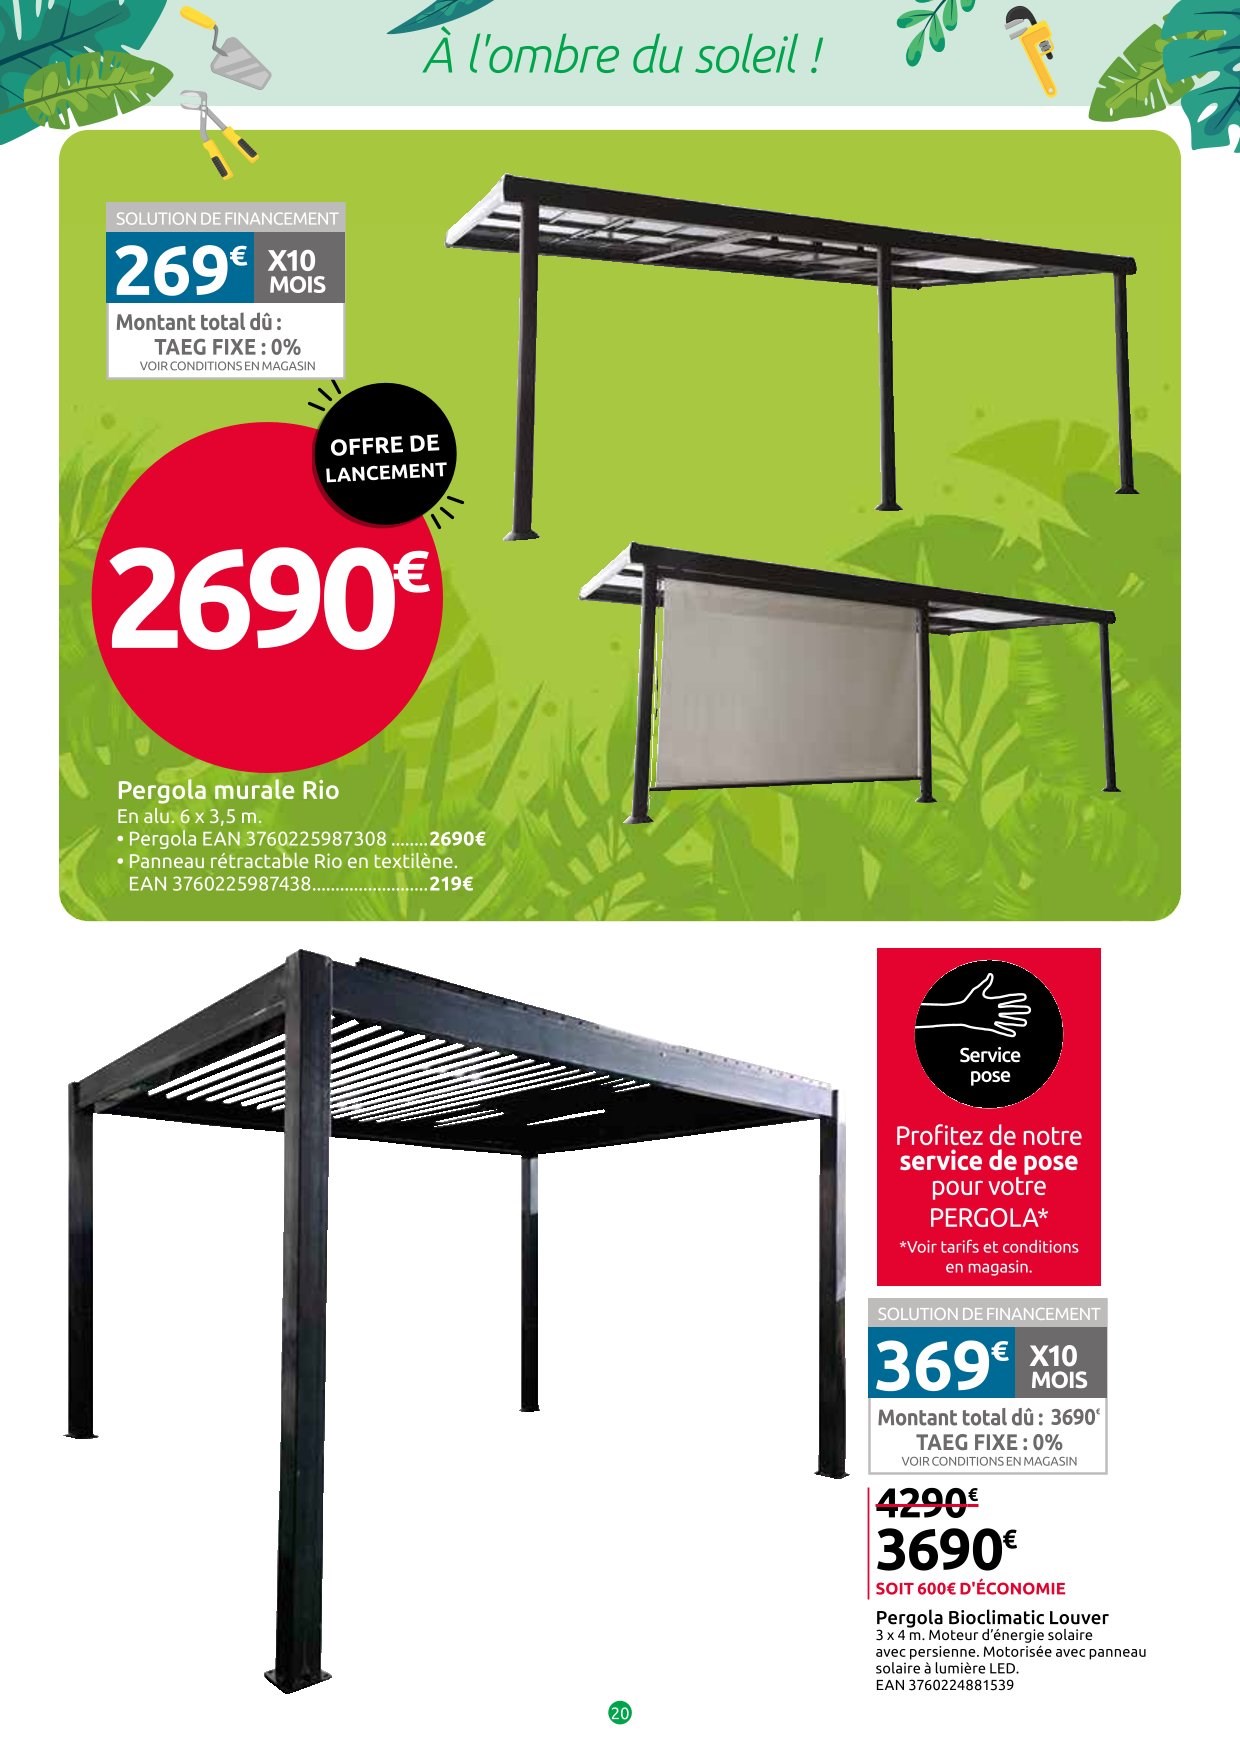 À l'ombre du soleil !
SOLUTION DE FINANCEMENT
269€ X10 MOIS
Montant total dû :
TAEG FIXE : 0%
VOIR CONDITIONS EN MAGASIN
OFFRE DE
LANCEMENT
2690€
Pergola murale Rio
En alu. 6 x 3,5 m.
• Pergola EAN 3760225987308 ........2690€
• Panneau rétractable Rio en textilène.
EAN 3760225987438.........................219€
Service
pose
Profitez de notre
service de pose
pour votre
PERGOLA*
*Voir tarifs et conditions
en magasin.
SOLUTION DE FINANCEMENT
369€ X10 MOIS
Montant total dû : 3690€
TAEG FIXE : 0%
VOIR CONDITIONS EN MAGASIN
4290€
3690€
SOIT 600€ D'ÉCONOMIE
Pergola Bioclimatic Louver
3 x 4 m. Moteur d’énergie solaire
avec persienne. Motorisée avec panneau
solaire à lumière LED.
EAN 3760224881539
20